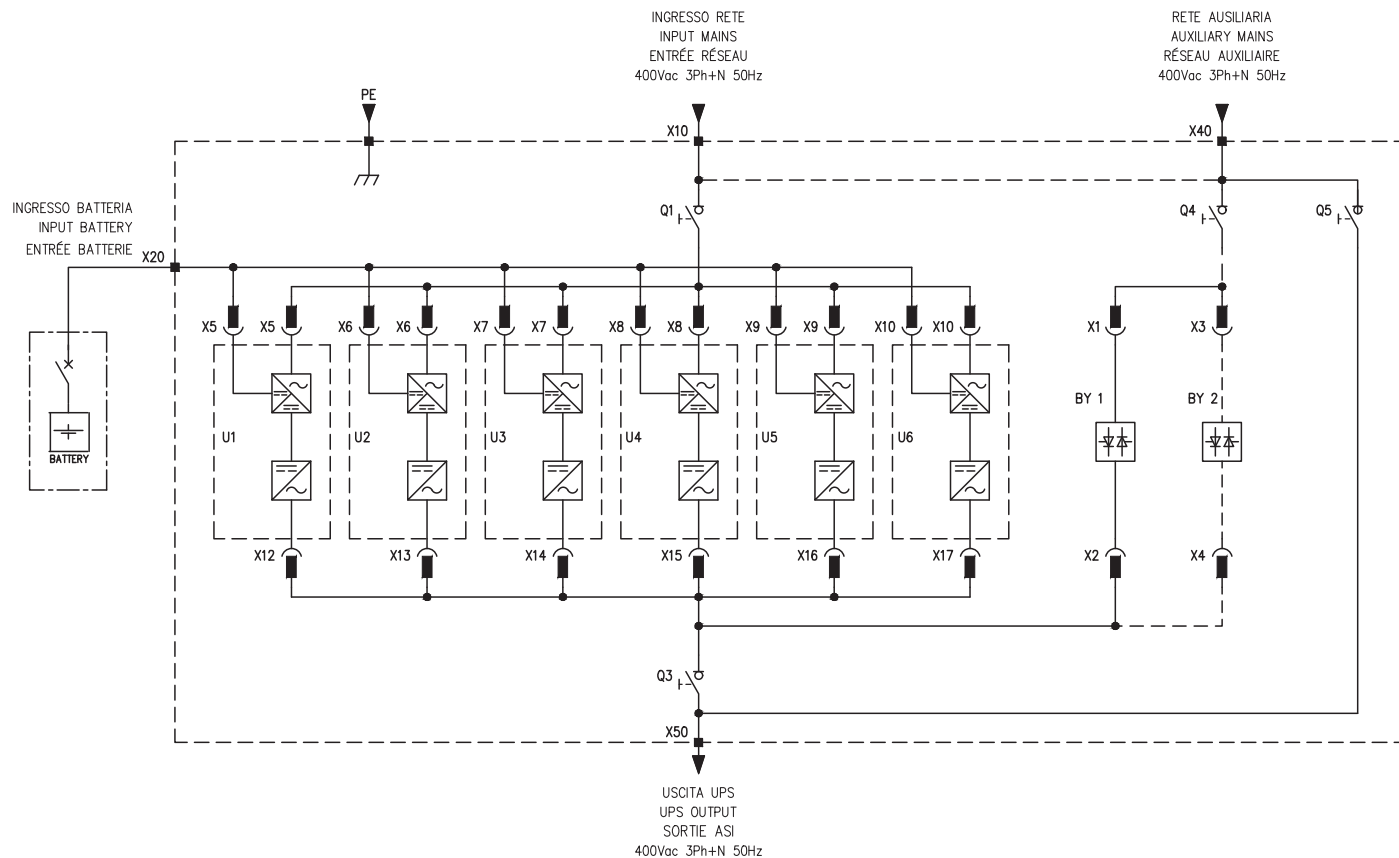 INGRESSO RETE
INPUT MAINS
ENTRÉE RÉSEAU
400Vac 3Ph+N 50Hz
RETE AUSILIARIA
AUXILIARY MAINS
RÉSEAU AUXILIAIRE
400Vac 3Ph+N 50Hz
PE
X10
X40
INGRESSO BATTERIA
INPUT BATTERY
ENTRÉE BATTERIE
X20
Q1
Q4
Q5
X5 X5 X6 X6 X7 X7 X8 X8 X9 X9 X10 X10 X1 X3
BY 1 BY 2
U1 U2 U3 U4 U5 U6
BATTERY
X12 X13 X14 X15 X16 X17 X2 X4
Q3
X50
USCITA UPS
UPS OUTPUT
SORTIE ASI
400Vac 3Ph+N 50Hz